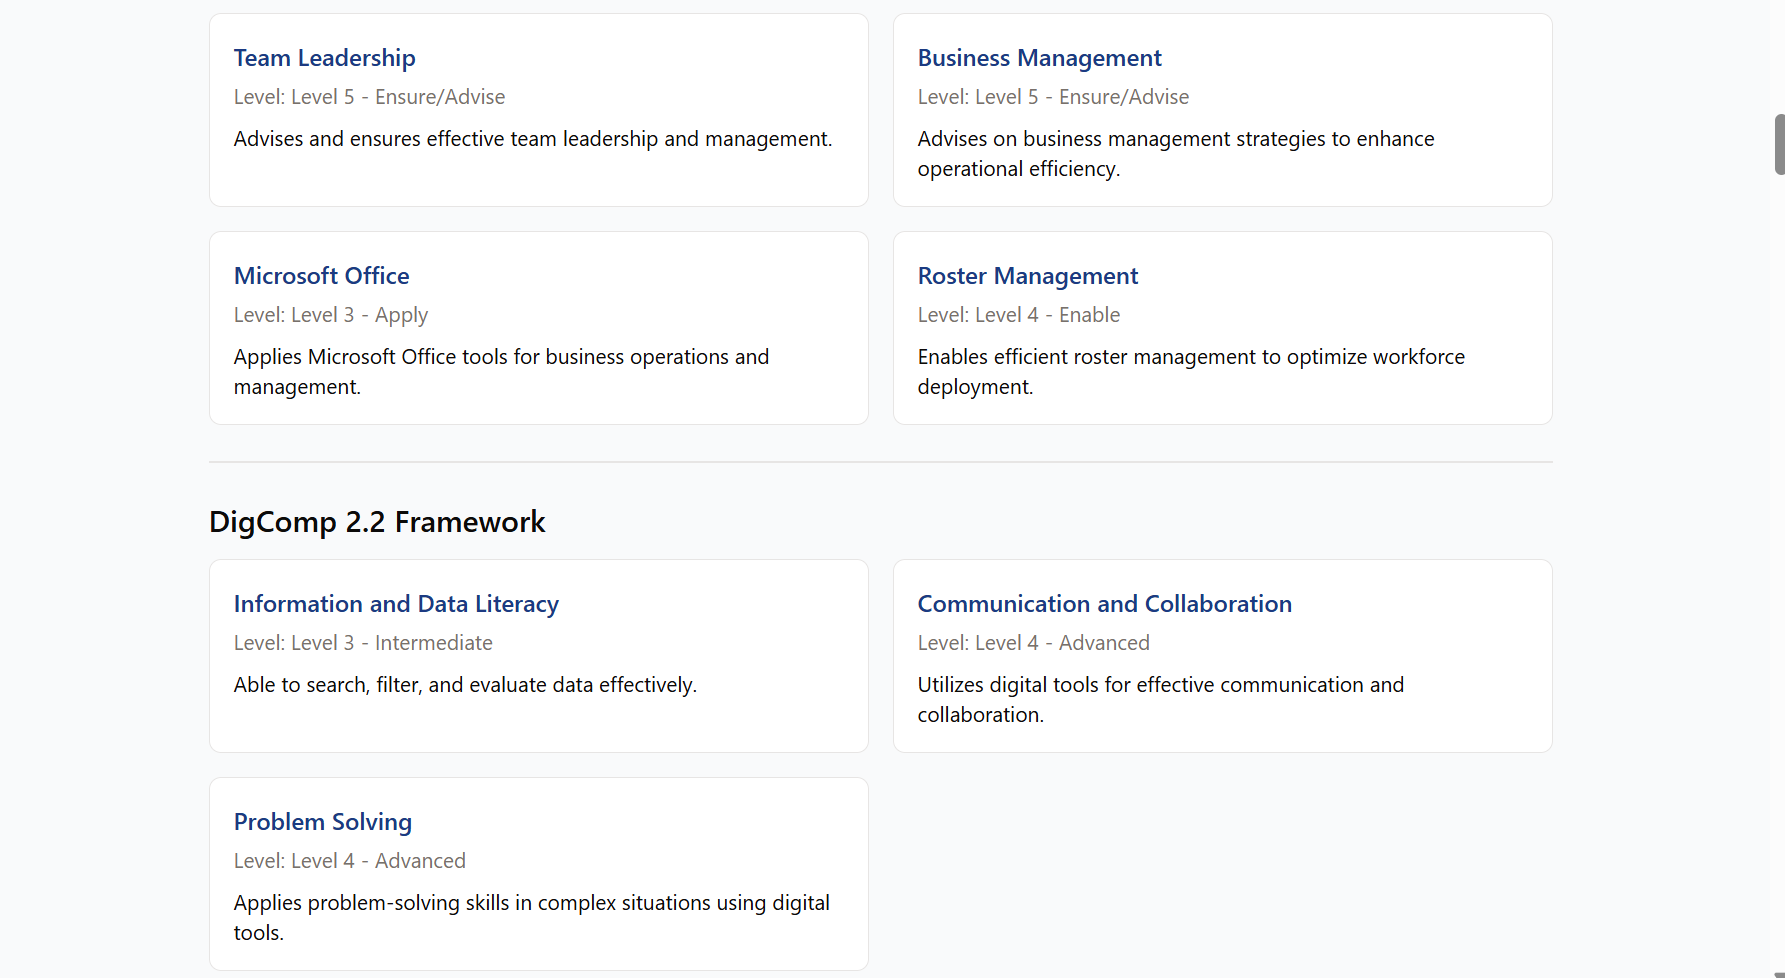 Team Leadership
Level: Level 5 - Ensure/Advise
Advises and ensures effective team leadership and management.
Business Management
Level: Level 5 - Ensure/Advise
Advises on business management strategies to enhance
operational efficiency.
Microsoft Office
Level: Level 3 - Apply
Applies Microsoft Office tools for business operations and
management.
Roster Management
Level: Level 4 - Enable
Enables efficient roster management to optimize workforce
deployment.
DigComp 2.2 Framework
Information and Data Literacy
Level: Level 3 - Intermediate
Able to search, filter, and evaluate data effectively.
Communication and Collaboration
Level: Level 4 - Advanced
Utilizes digital tools for effective communication and
collaboration.
Problem Solving
Level: Level 4 - Advanced
Applies problem-solving skills in complex situations using digital
tools.